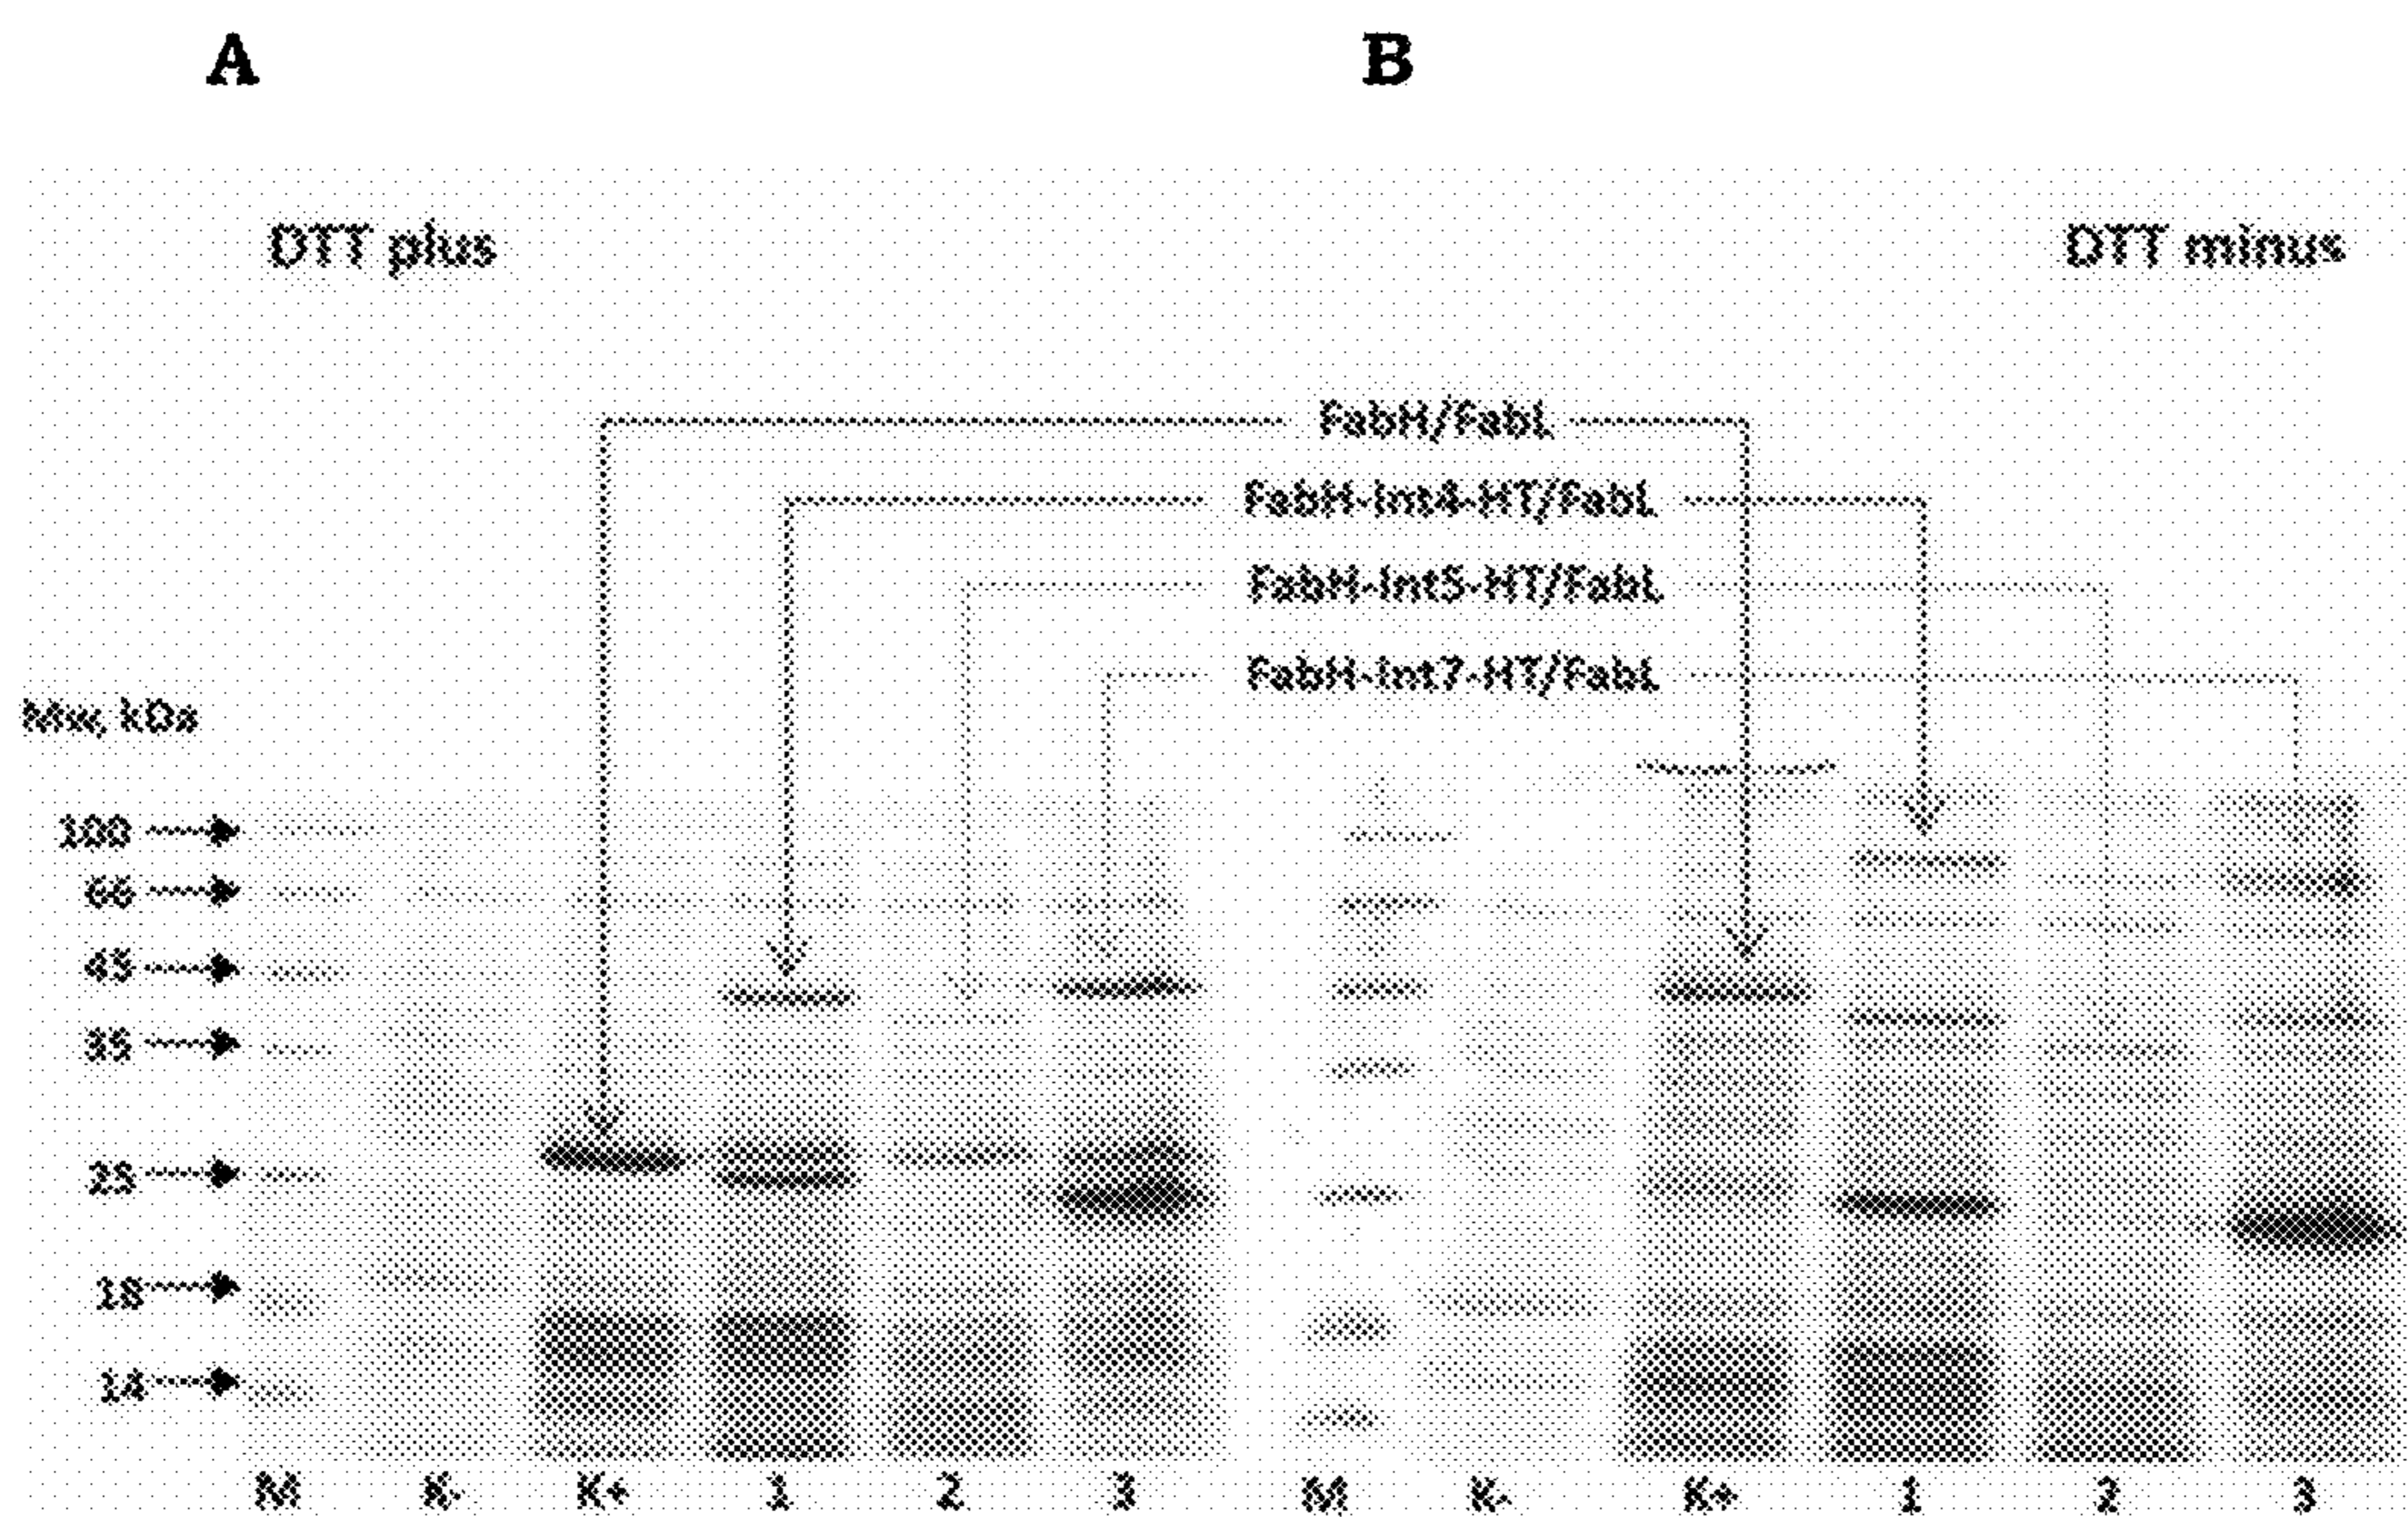 A B
DTT plus DTT minus
FabH/FabL
FabH-Int4-HT/FabL
FabH-Int5-HT/FabL
FabH-Int7-HT/FabL
Mw, kDa
100
66
45
35
25
18
14
M K- K+ 1 2 3 M K- K+ 1 2 3